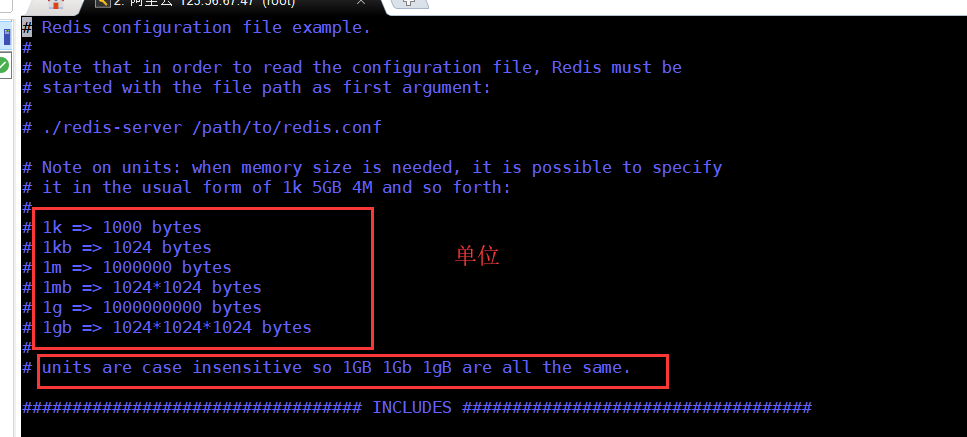 2. 阿里云 123.56.67.47 (root)
# Redis configuration file example.
#
# Note that in order to read the configuration file, Redis must be
# started with the file path as first argument:
#
# ./redis-server /path/to/redis.conf
# Note on units: when memory size is needed, it is possible to specify
# it in the usual form of 1k 5GB 4M and so forth:
#
# 1k => 1000 bytes
# 1kb => 1024 bytes
# 1m => 1000000 bytes
单位
# 1mb => 1024*1024 bytes
# 1g => 1000000000 bytes
# 1gb => 1024*1024*1024 bytes
#
# units are case insensitive so 1GB 1Gb 1gB are all the same.
################################## INCLUDES ###################################